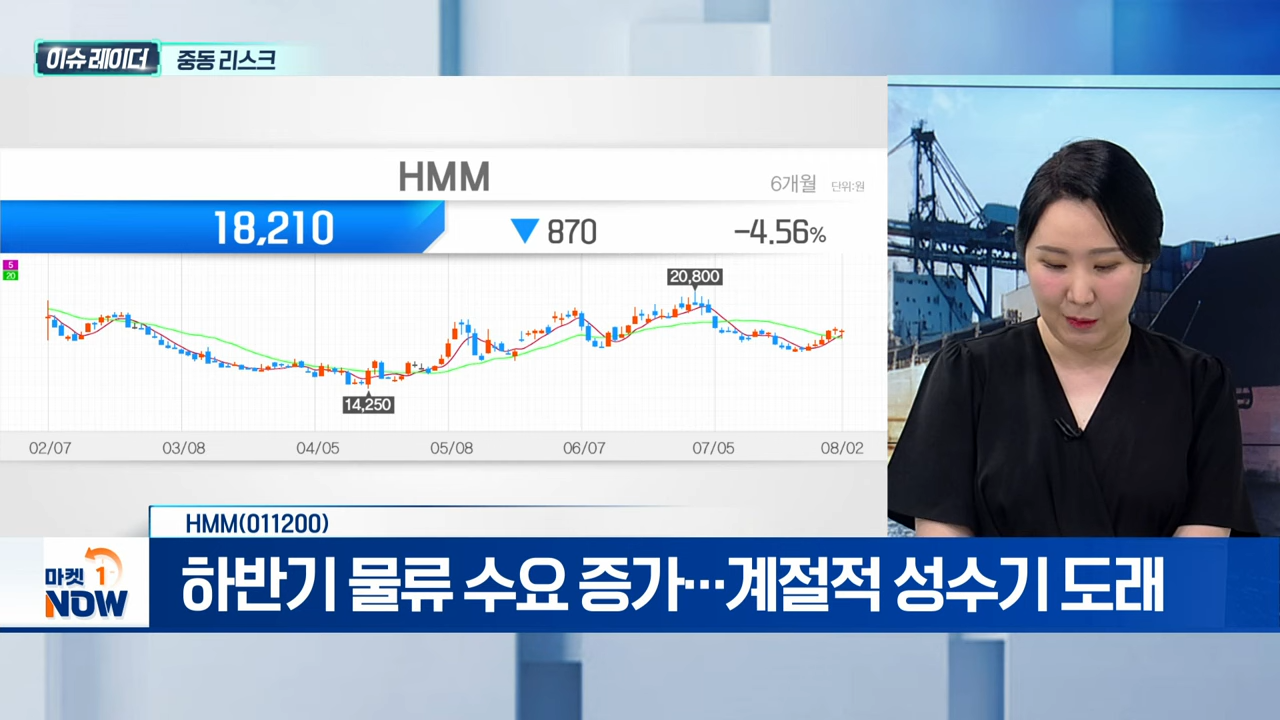 이슈 레이더 중동 리스크
HMM
6개월 단위:원
18,210 ▼ 870 -4.56%
5
20
20,800
14,250
02/07 03/08 04/05 05/08 06/07 07/05 08/02
HMM(011200)
마켓 1
NOW
하반기 물류 수요 증가…계절적 성수기 도래